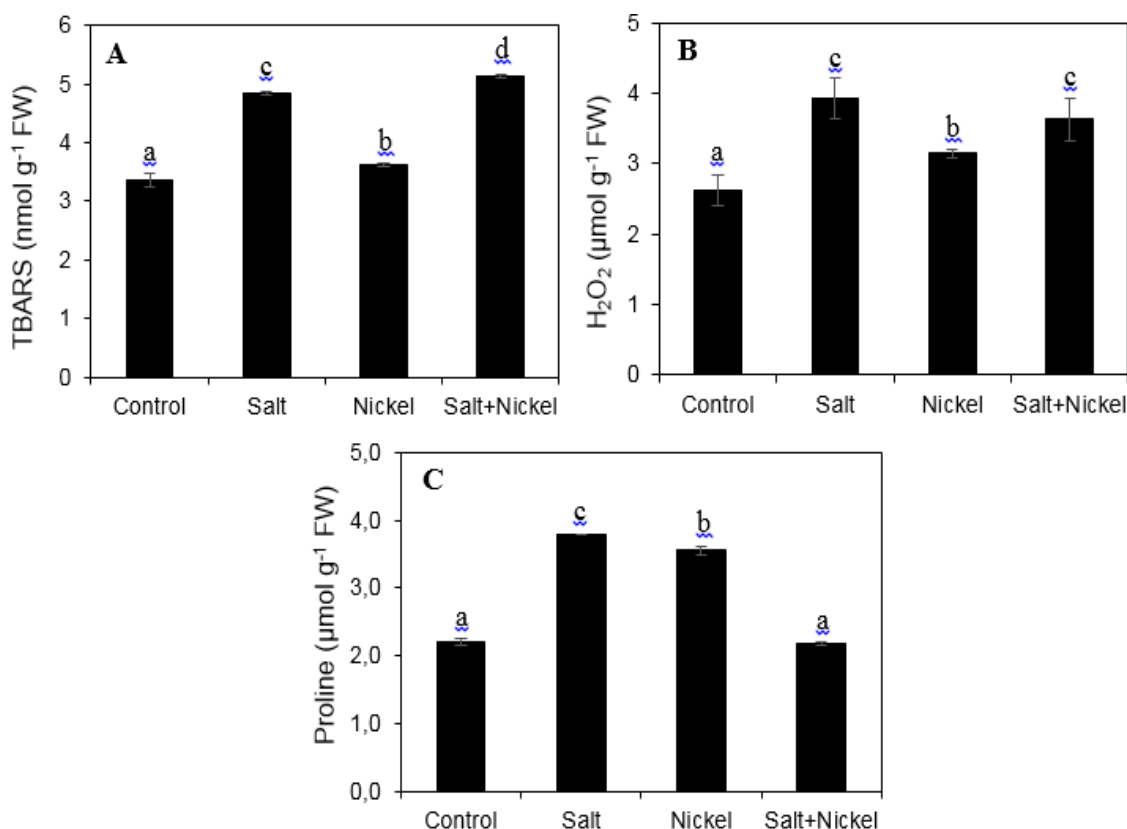 A
TBARS (nmol g⁻¹ FW)
6
5
4
3
2
1
0
a
c
b
d
Control Salt Nickel Salt+Nickel
B
H₂O₂ (µmol g⁻¹ FW)
5
4
3
2
1
0
a
c
b
c
Control Salt Nickel Salt+Nickel
C
Proline (µmol g⁻¹ FW)
5,0
4,0
3,0
2,0
1,0
0,0
a
c
b
a
Control Salt Nickel Salt+Nickel